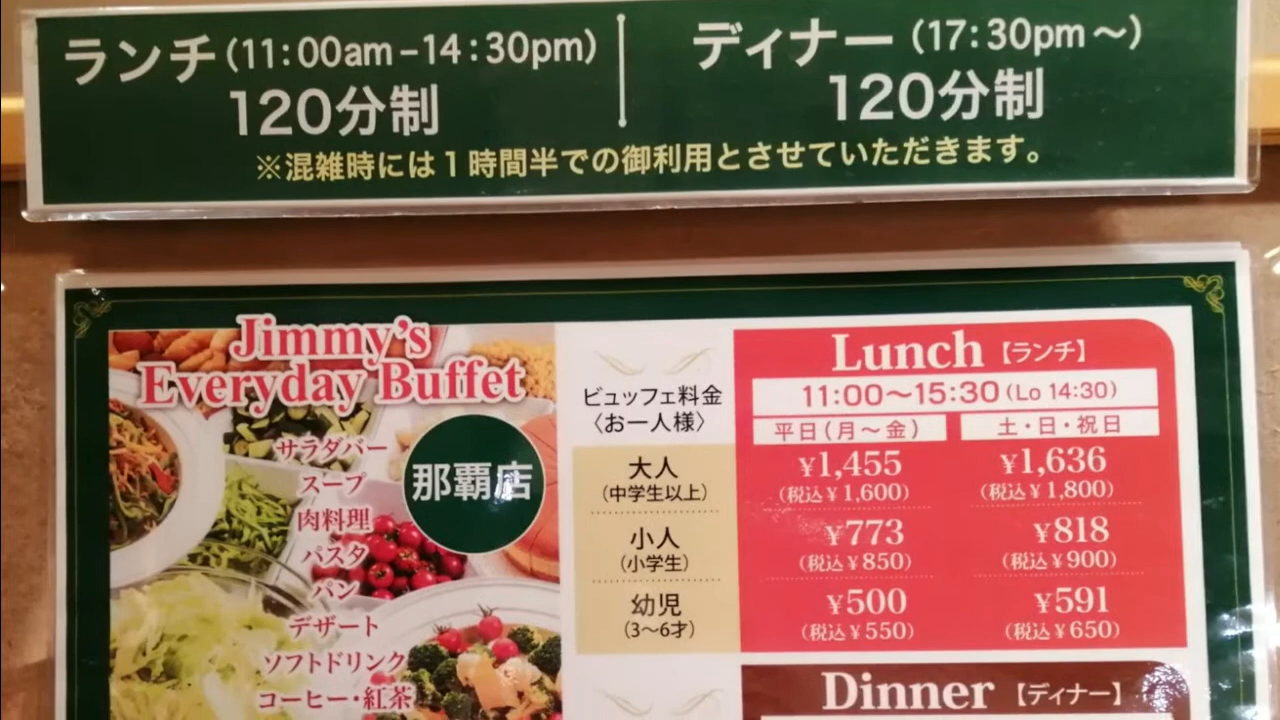 ランチ(11:00am-14:30pm)
120分制
ディナー(17:30pm～)
120分制
※混雑時には1時間半での御利用とさせていただきます。
Jimmy's
Everyday Buffet
那覇店
サラダバー
スープ
肉料理
パスタ
パン
デザート
ソフトドリンク
コーヒー・紅茶
ビュッフェ料金
〈お一人様〉
Lunch【ランチ】
11:00～15:30(Lo 14:30)
平日(月～金) 土・日・祝日
大人 ¥1,455 ¥1,636
(中学生以上) (税込¥1,600) (税込¥1,800)
小人 ¥773 ¥818
(小学生) (税込¥850) (税込¥900)
幼児 ¥500 ¥591
(3～6才) (税込¥550) (税込¥650)
Dinner【ディナー】